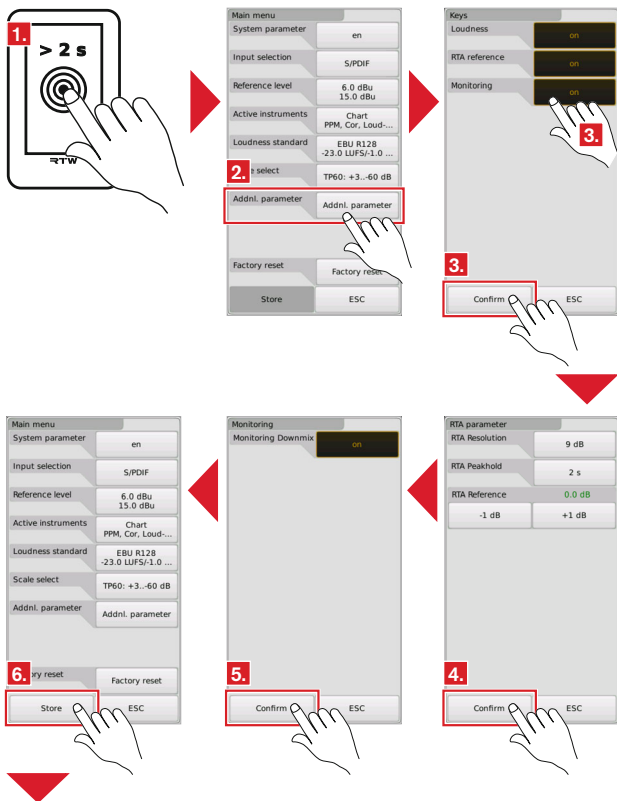 1.
> 2 s
RTW
Main menu
System parameter
en
Input selection
S/PDIF
Reference level
6.0 dBu
15.0 dBu
Active instruments
Chart
PPM, Cor, Loud-...
Loudness standard
EBU R128
-23.0 LUFS/-1.0 ...
2.
select
TP60: +3..-60 dB
Addnl. parameter
Addnl. parameter
Factory reset
Factory reset
Store
ESC
Keys
Loudness
on
RTA reference
on
Monitoring
on
3.
3.
Confirm
ESC
Main menu
System parameter
en
Input selection
S/PDIF
Reference level
6.0 dBu
15.0 dBu
Active instruments
Chart
PPM, Cor, Loud-...
Loudness standard
EBU R128
-23.0 LUFS/-1.0 ...
Scale select
TP60: +3..-60 dB
Addnl. parameter
Addnl. parameter
6.
reset
Factory reset
Store
ESC
Monitoring
Monitoring Downmix
on
5.
Confirm
ESC
RTA parameter
RTA Resolution
9 dB
RTA Peakhold
2 s
RTA Reference
0.0 dB
-1 dB
+1 dB
4.
Confirm
ESC